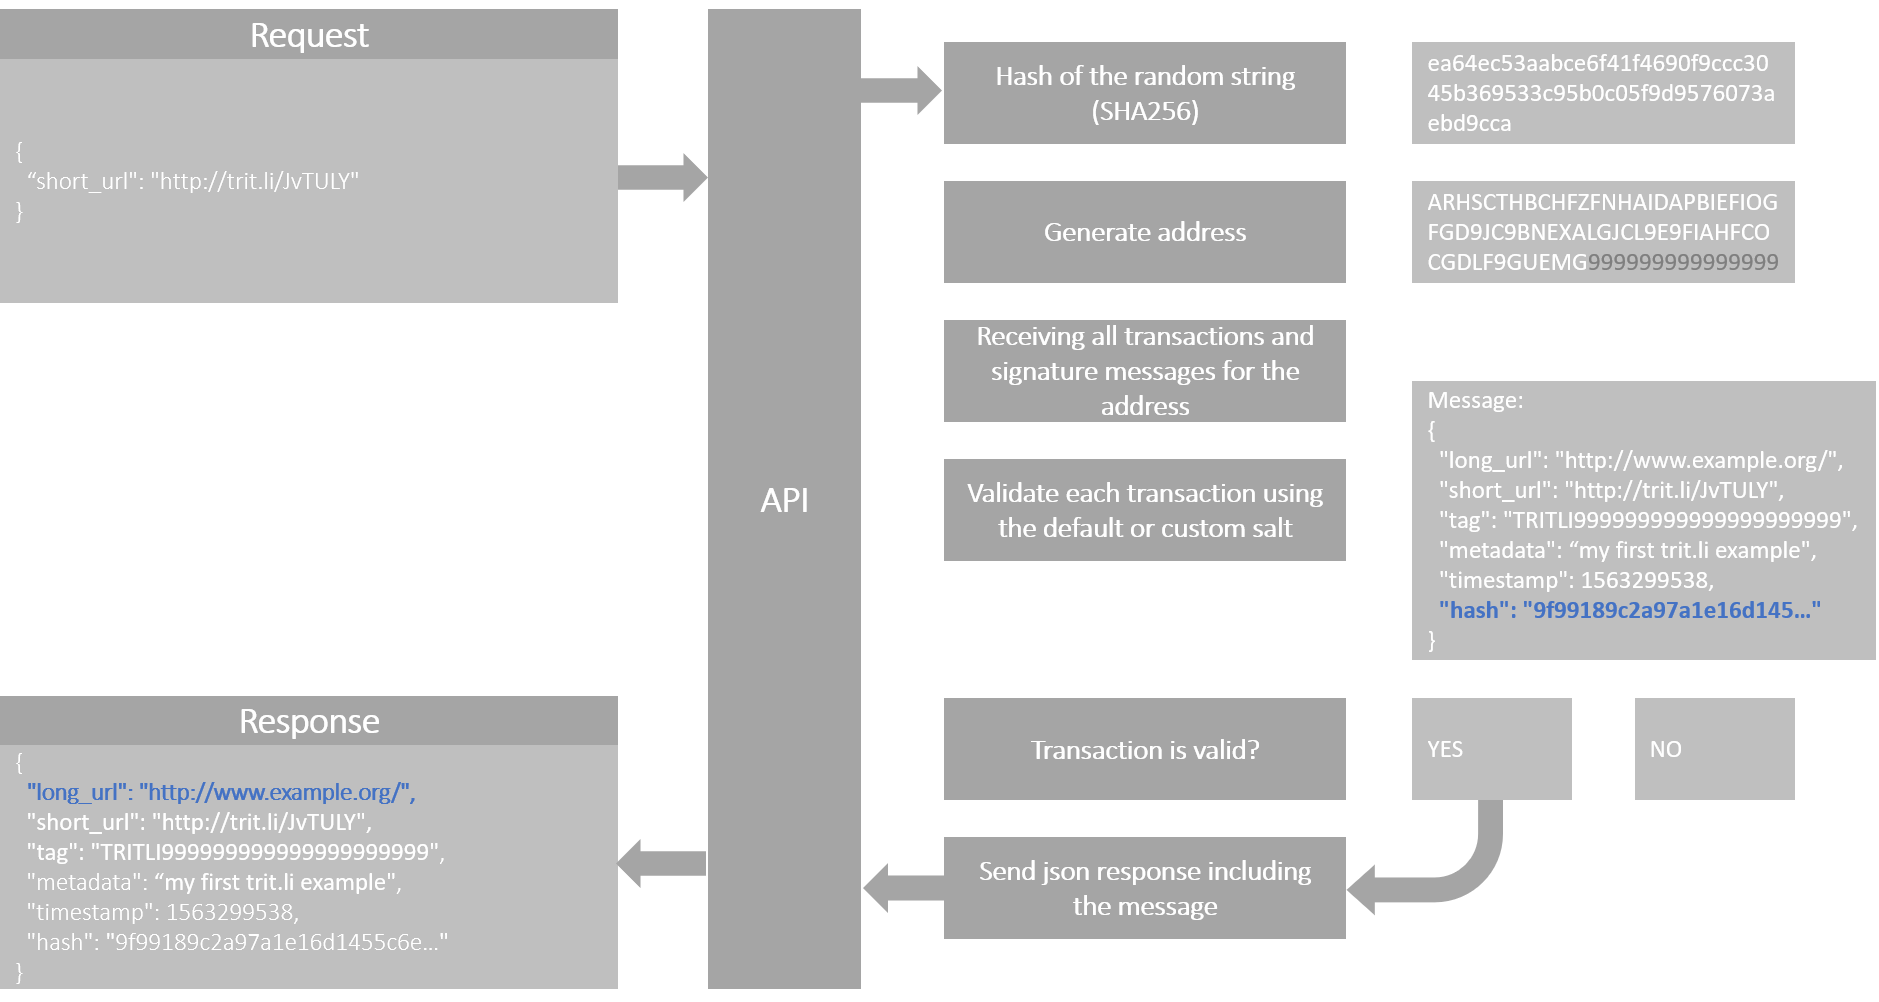 Request
{
“short_url": "http://trit.li/JvTULY"
}
API
Hash of the random string
(SHA256)
ea64ec53aabce6f41f4690f9ccc30
45b369533c95b0c05f9d9576073a
ebd9cca
Generate address
ARHSCTHBCHFZFNHAIDAPBIEFIOG
FGD9JC9BNEXALGJCL9E9FIAHFCO
CGDLF9GUEMG999999999999999
Receiving all transactions and
signature messages for the
address
Validate each transaction using
the default or custom salt
Message:
{
"long_url": "http://www.example.org/",
"short_url": "http://trit.li/JvTULY",
"tag": "TRITLI999999999999999999999",
"metadata": “my first trit.li example",
"timestamp": 1563299538,
"hash": "9f99189c2a97a1e16d145..."
}
Transaction is valid?
YES
NO
Send json response including
the message
Response
{
"long_url": "http://www.example.org/",
"short_url": "http://trit.li/JvTULY",
"tag": "TRITLI999999999999999999999",
"metadata": “my first trit.li example",
"timestamp": 1563299538,
"hash": "9f99189c2a97a1e16d1455c6e..."
}